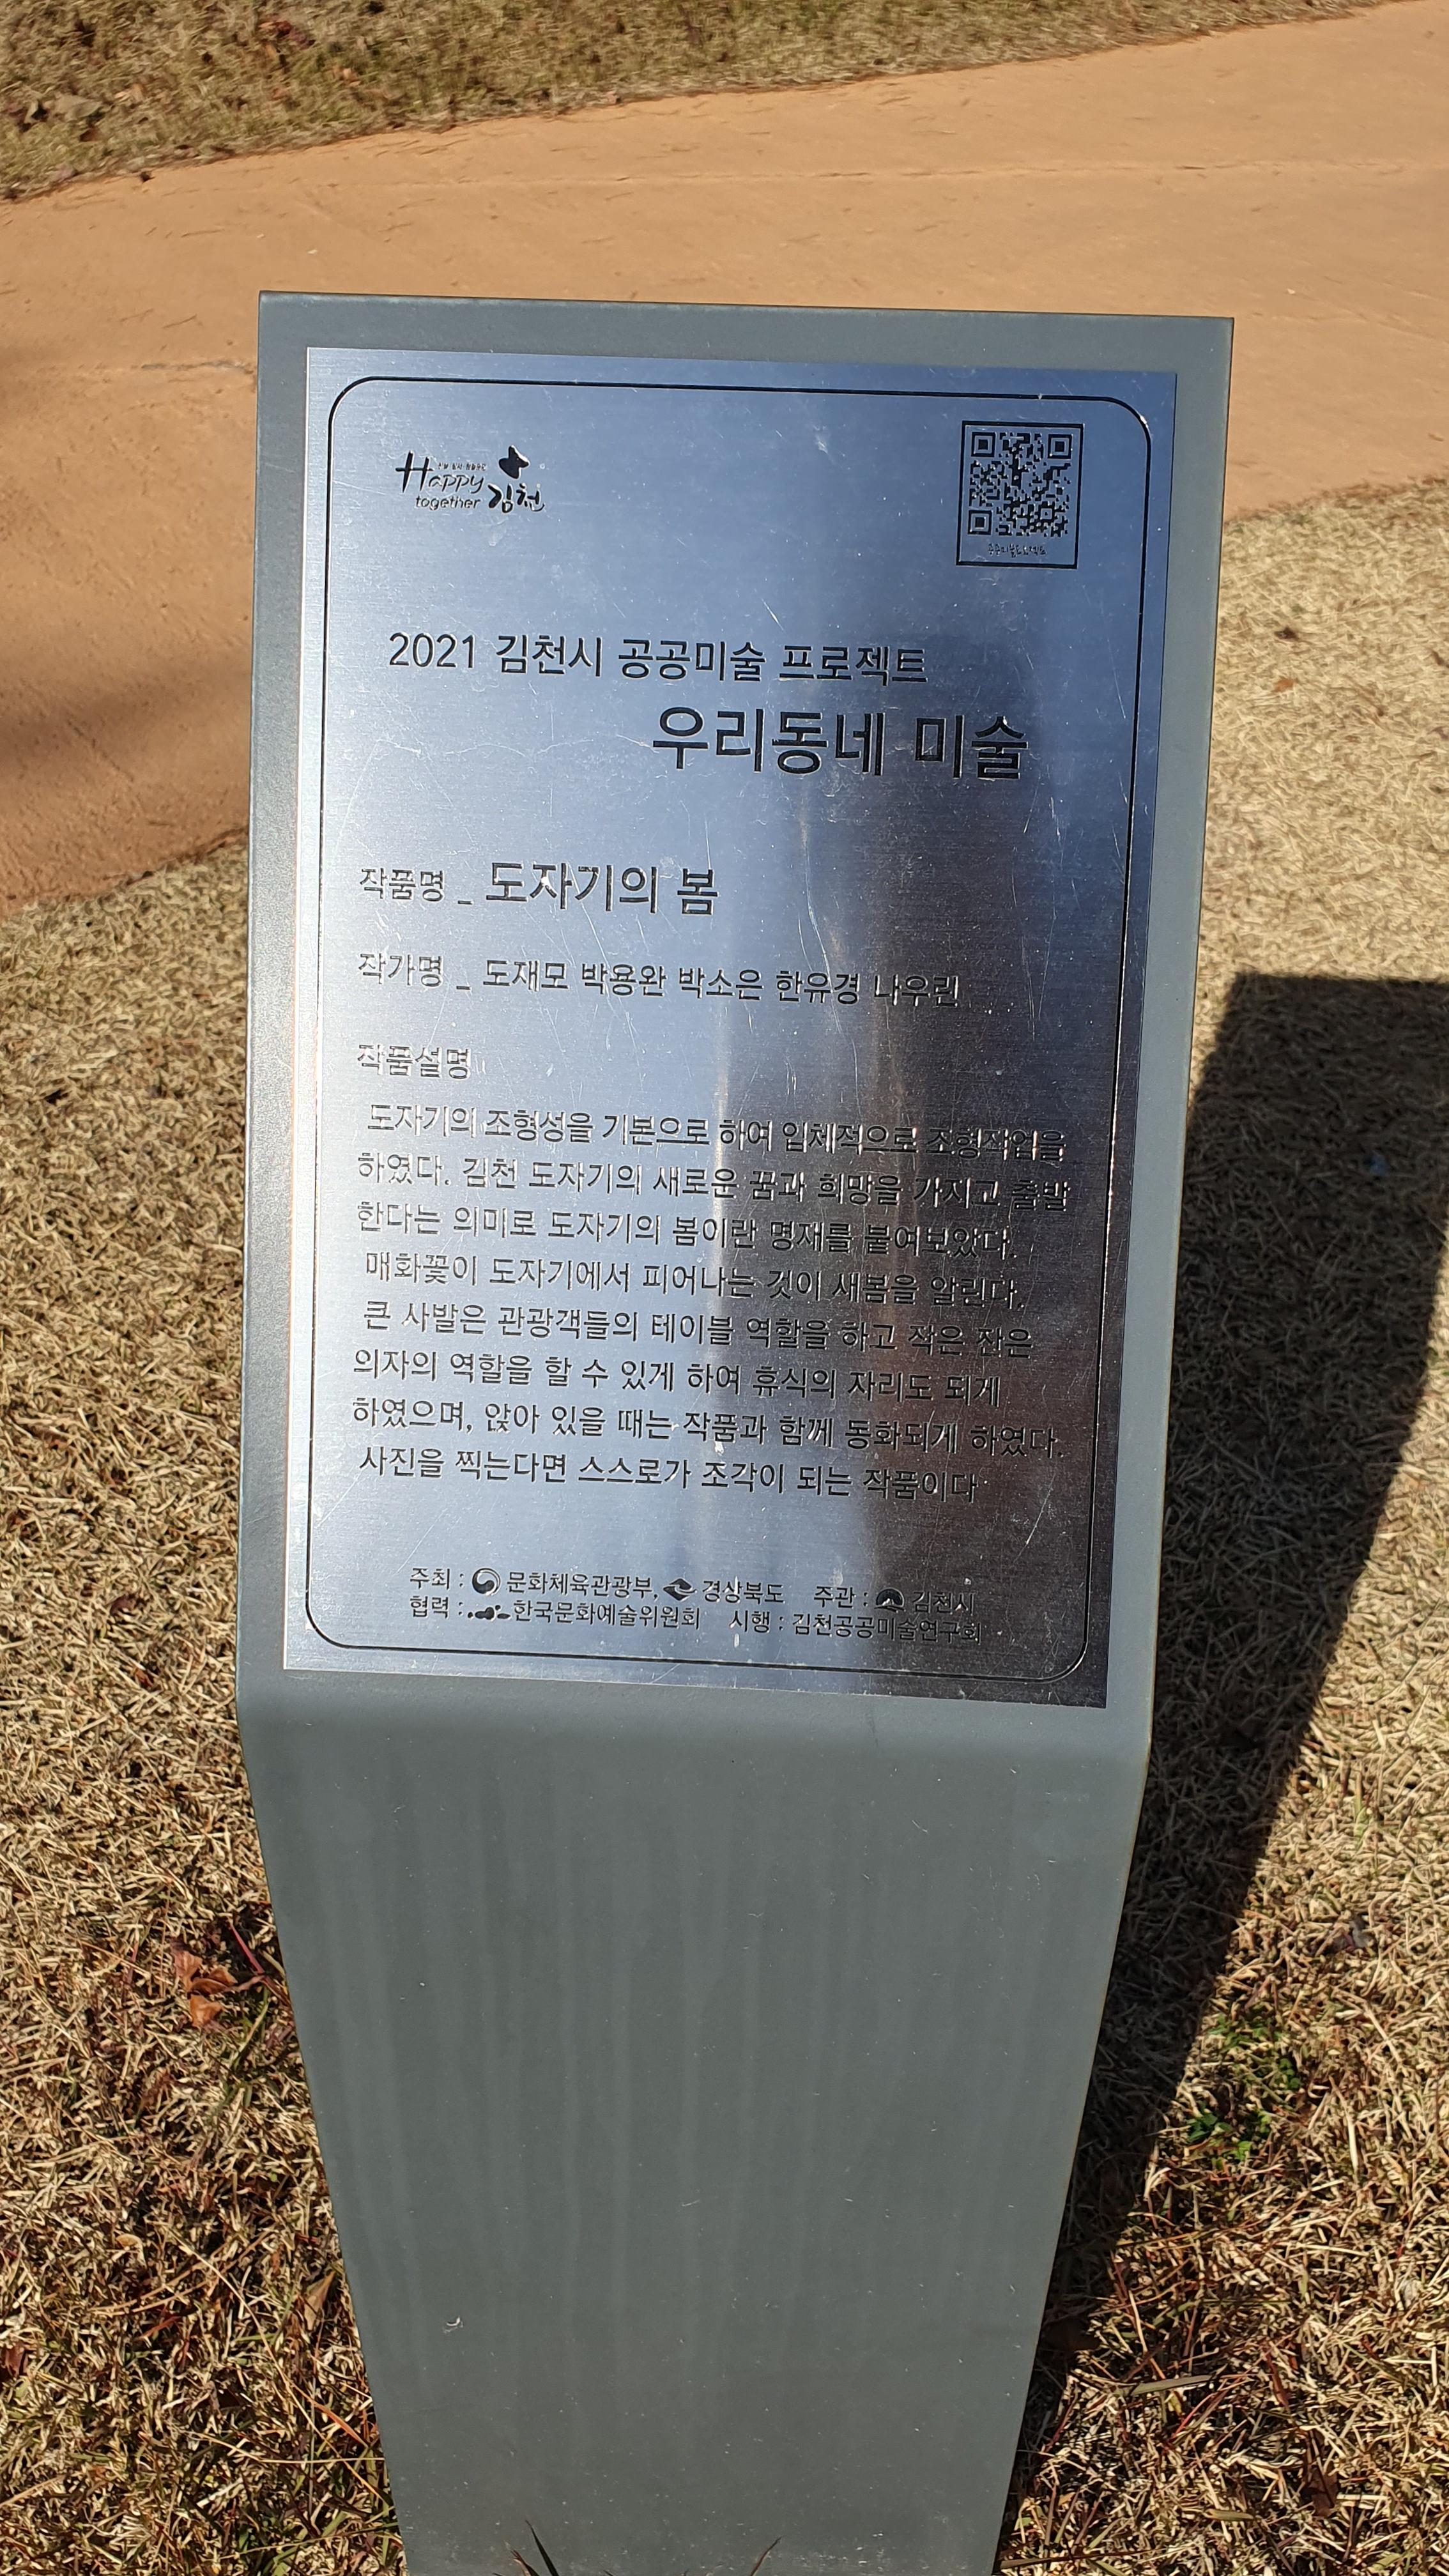 Happy
together 김천
2021 김천시 공공미술 프로젝트
우리동네 미술
작품명 _ 도자기의 봄
작가명 _ 도재모 박용완 박소은 한유경 나우린
작품설명
도자기의 조형성을 기본으로 하여 입체적으로 조형작업을
하였다. 김천 도자기의 새로운 꿈과 희망을 가지고 출발
한다는 의미로 도자기의 봄이란 명재를 붙여보았다.
매화꽃이 도자기에서 피어나는 것이 새봄을 알린다.
큰 사발은 관광객들의 테이블 역할을 하고 작은 잔은
의자의 역할을 할 수 있게 하여 휴식의 자리도 되게
하였으며, 앉아 있을 때는 작품과 함께 동화되게 하였다.
사진을 찍는다면 스스로가 조각이 되는 작품이다
주최 : 문화체육관광부, 경상북도 주관 : 김천시
협력 : 한국문화예술위원회 시행 : 김천공공미술연구회